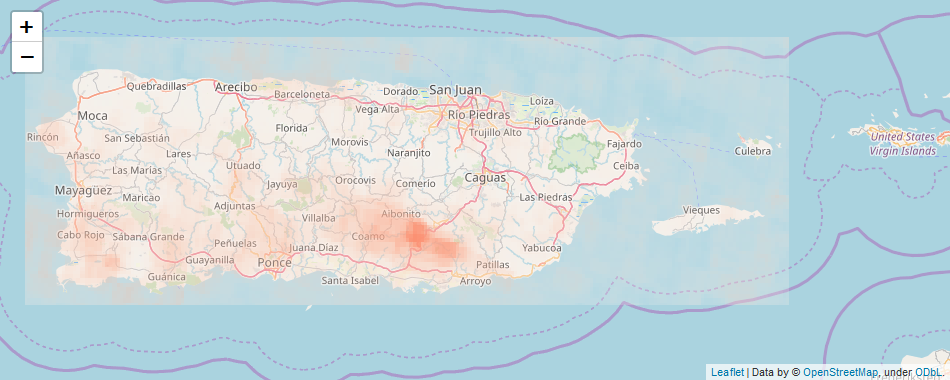 +
−
Quebradillas
Arecibo
Barceloneta
Dorado
San Juan
Loíza
Moca
Vega Alta
Río Piedras
Río Grande
Rincón
San Sebastián
Florida
Morovis
Trujillo Alto
Fajardo
United States
Virgin Islands
Añasco
Lares
Naranjito
Culebra
Las Marías
Utuado
Ceiba
Mayagüez
Jayuya
Orocovis
Comerío
Caguas
Maricao
Adjuntas
Las Piedras
Hormigueros
Villalba
Aibonito
Vieques
Cabo Rojo
Sábana Grande
Peñuelas
Juana Díaz
Coamo
Yabucoa
Guayanilla
Ponce
Patillas
Guánica
Santa Isabel
Arroyo
Leaflet | Data by © OpenStreetMap, under ODbL.